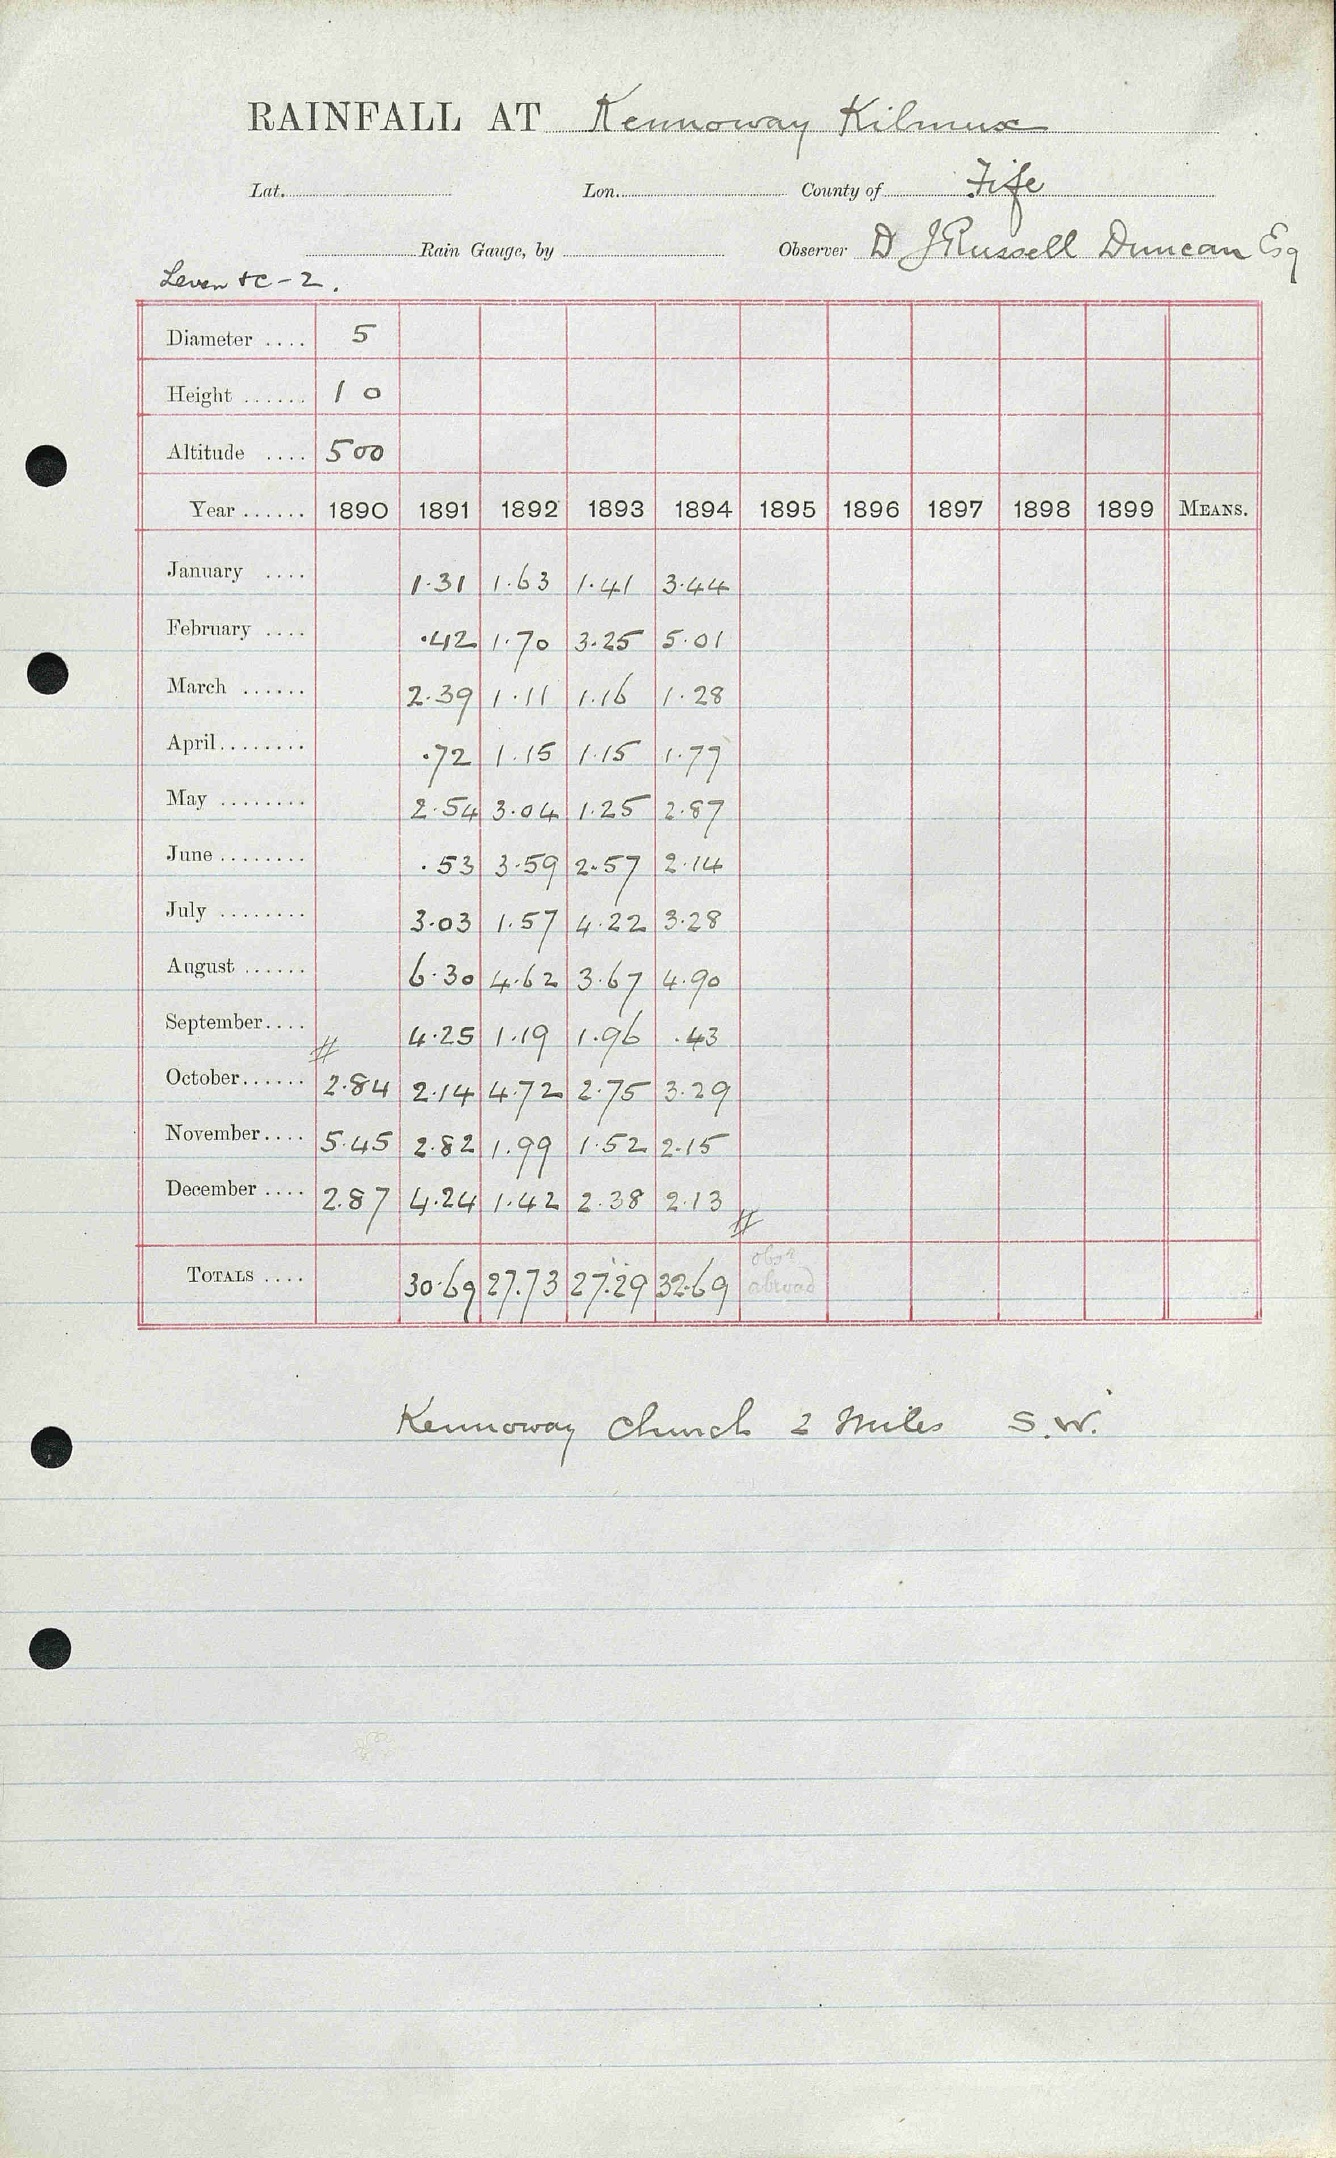 RAINFALL AT Kennoway Kilmux
Lat. Lon. County of Fife
Rain Gauge, by Observer D J Russell Duncan Esq
Leven &c - 2.
Diameter .... 5
Height ...... 1 0
Altitude .... 500
Year ...... 1890 1891 1892 1893 1894 1895 1896 1897 1898 1899 MEANS.
January .... 1.31 1.63 1.41 3.44
February .... .42 1.70 3.25 5.01
March ...... 2.39 1.11 1.16 1.28
April ........ .72 1.15 1.15 1.77
May ........ 2.54 3.04 1.25 2.87
June ........ .53 3.59 2.57 2.14
July ........ 3.03 1.57 4.22 3.28
August ...... 6.30 4.62 3.67 4.90
September.... # 4.25 1.19 1.96 .43
October...... 2.84 2.14 4.72 2.75 3.29
November.... 5.45 2.82 1.99 1.52 2.15
December .... 2.87 4.24 1.42 2.38 2.13 #
TOTALS .... 30.69 27.73 27.29 32.69 obsr
abroad
Kennoway Church 2 Miles S.W.